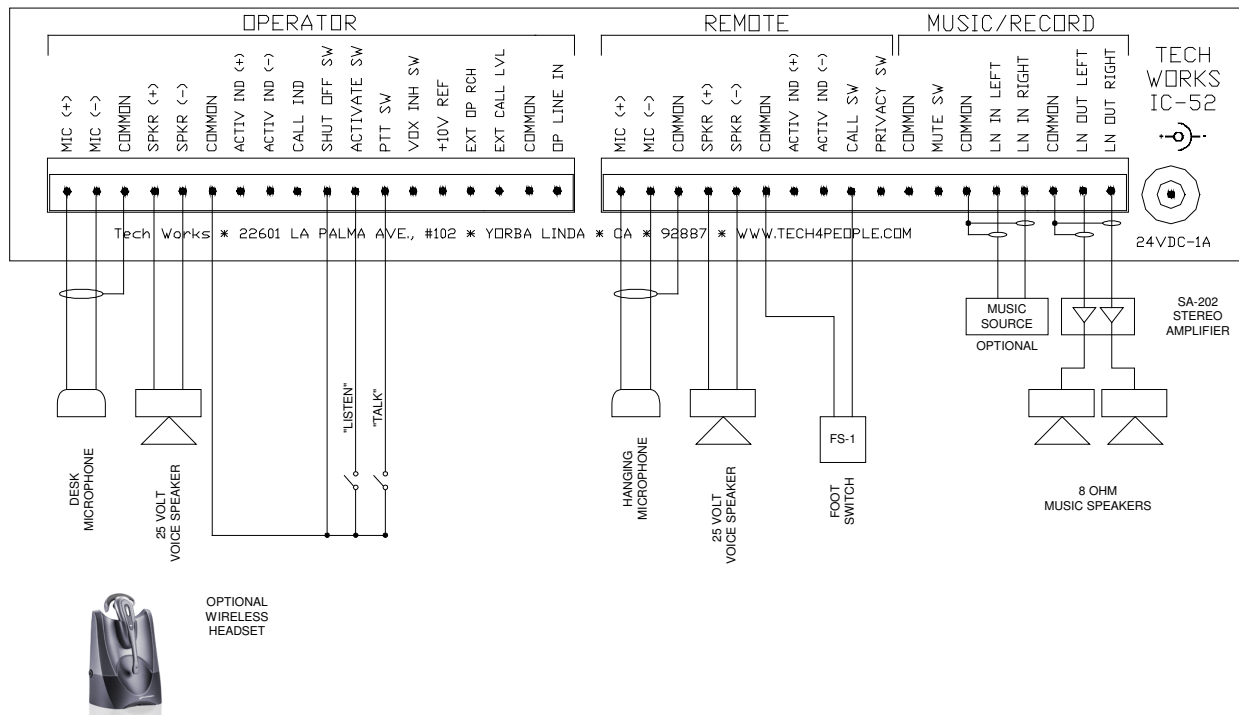 OPERATOR
REMOTE
MUSIC/RECORD
MIC (+)
MIC (-)
COMMON
SPKR (+)
SPKR (-)
COMMON
ACTIV IND (+)
ACTIV IND (-)
CALL IND
SHUT OFF SW
ACTIVATE SW
PTT SW
VOX INH SW
+10V REF
EXT OP RCH
EXT CALL LVL
COMMON
OP LINE IN
MIC (+)
MIC (-)
COMMON
SPKR (+)
SPKR (-)
COMMON
ACTIV IND (+)
ACTIV IND (-)
CALL SW
PRIVACY SW
COMMON
MUTE SW
COMMON
LN IN LEFT
LN IN RIGHT
COMMON
LN OUT LEFT
LN OUT RIGHT
TECH
WORKS
IC-52
24VDC-1A
Tech Works * 22601 LA PALMA AVE., #102 * YORBA LINDA * CA * 92887 * WWW.TECH4PEOPLE.COM
DESK
MICROPHONE
25 VOLT
VOICE SPEAKER
"LISTEN"
"TALK"
HANGING
MICROPHONE
25 VOLT
VOICE SPEAKER
FS-1
FOOT
SWITCH
MUSIC
SOURCE
OPTIONAL
SA-202
STEREO
AMPLIFIER
8 OHM
MUSIC SPEAKERS
OPTIONAL
WIRELESS
HEADSET